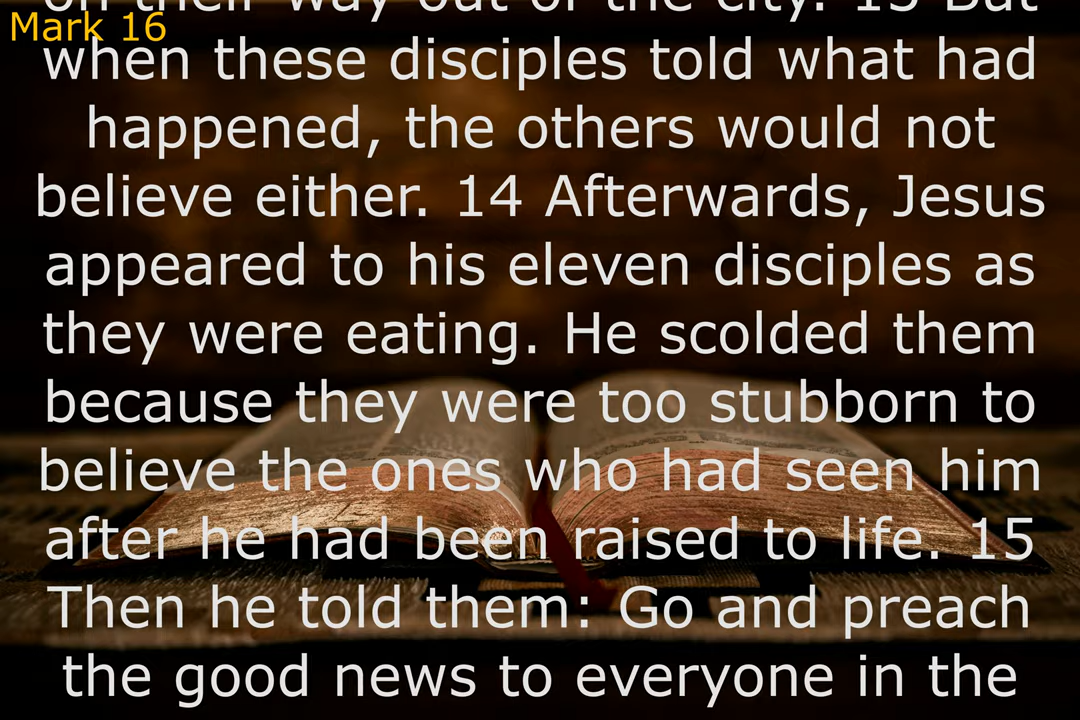 Mark 16
on their way out of the city. 13 But
when these disciples told what had
happened, the others would not
believe either. 14 Afterwards, Jesus
appeared to his eleven disciples as
they were eating. He scolded them
because they were too stubborn to
believe the ones who had seen him
after he had been raised to life. 15
Then he told them: Go and preach
the good news to everyone in the